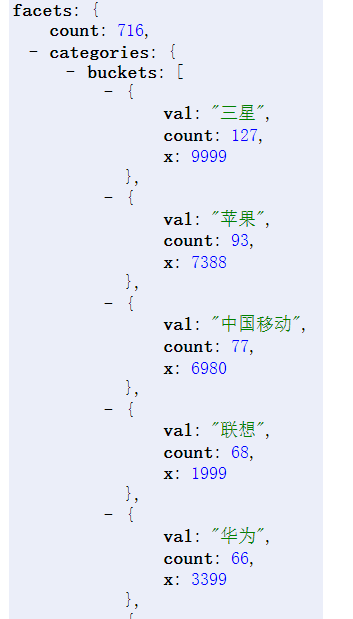 facets: {
count: 716,
- categories: {
- buckets: [
- {
val: "三星",
count: 127,
x: 9999
},
- {
val: "苹果",
count: 93,
x: 7388
},
- {
val: "中国移动",
count: 77,
x: 6980
},
- {
val: "联想",
count: 68,
x: 1999
},
- {
val: "华为",
count: 66,
x: 3399
},